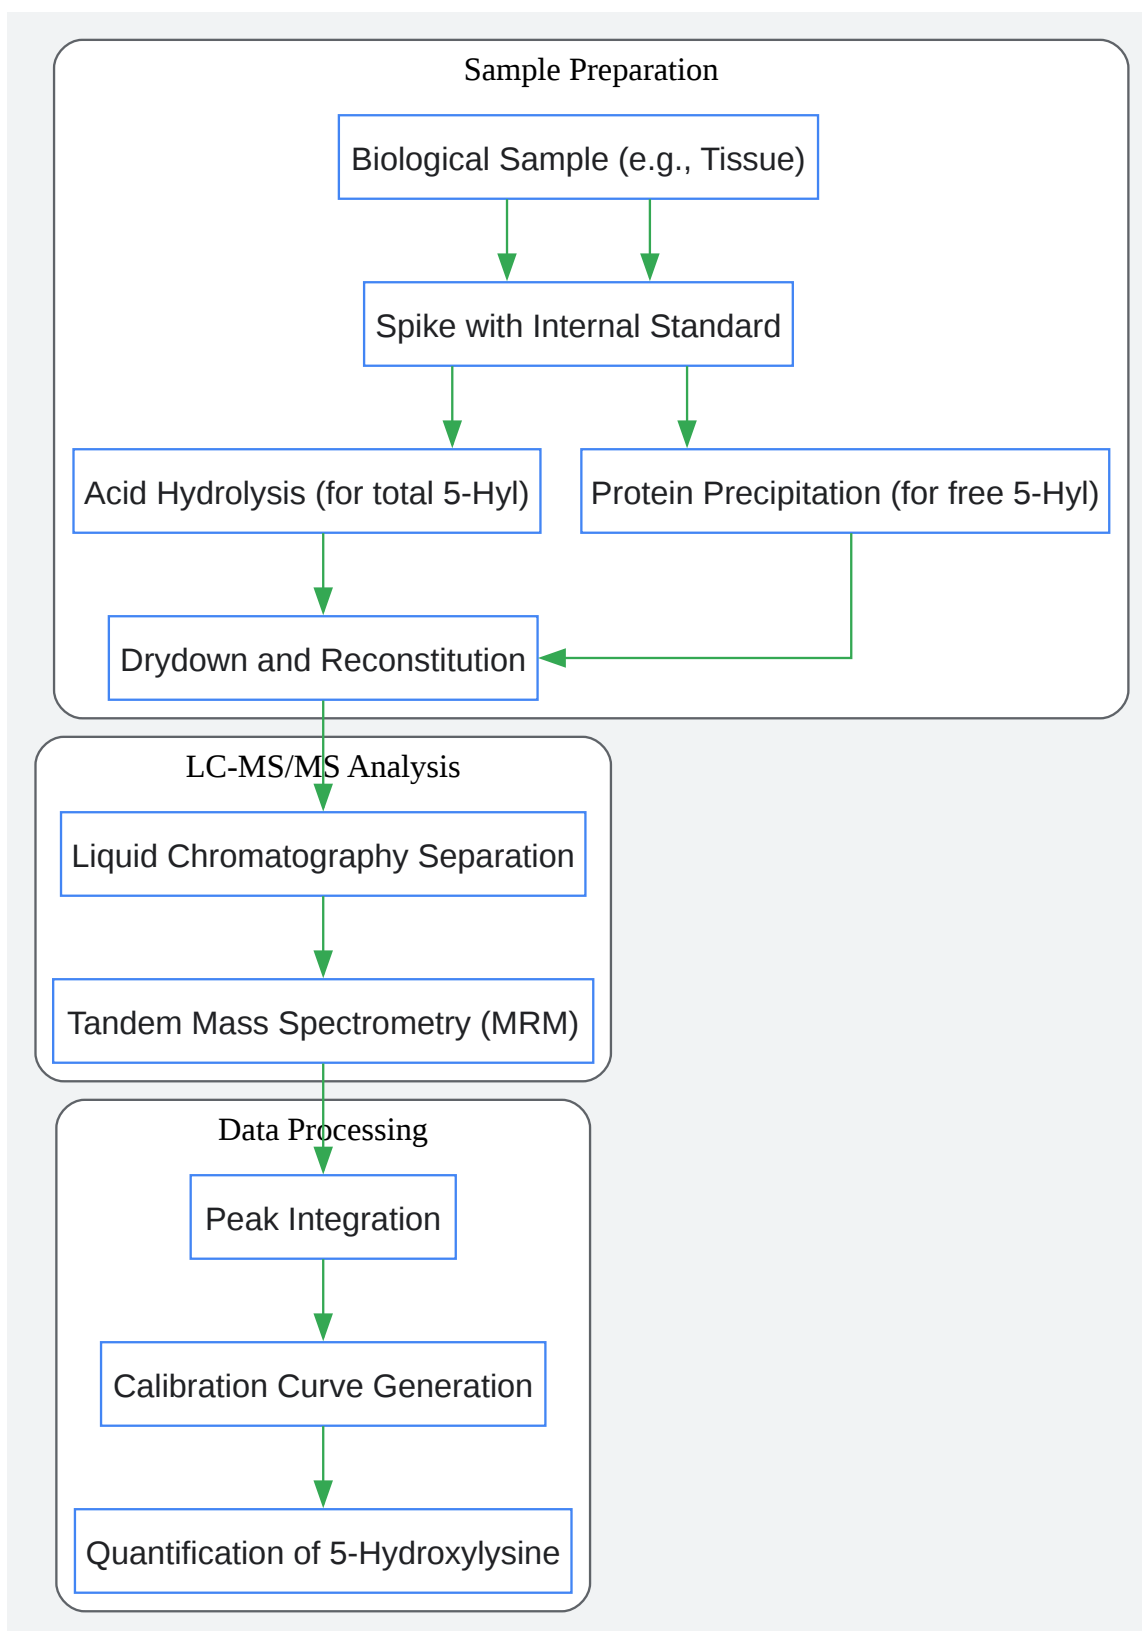 Sample Preparation
Biological Sample (e.g., Tissue)
Spike with Internal Standard
Acid Hydrolysis (for total 5-Hyl)
Protein Precipitation (for free 5-Hyl)
Drydown and Reconstitution
LC-MS/MS Analysis
Liquid Chromatography Separation
Tandem Mass Spectrometry (MRM)
Data Processing
Peak Integration
Calibration Curve Generation
Quantification of 5-Hydroxylysine